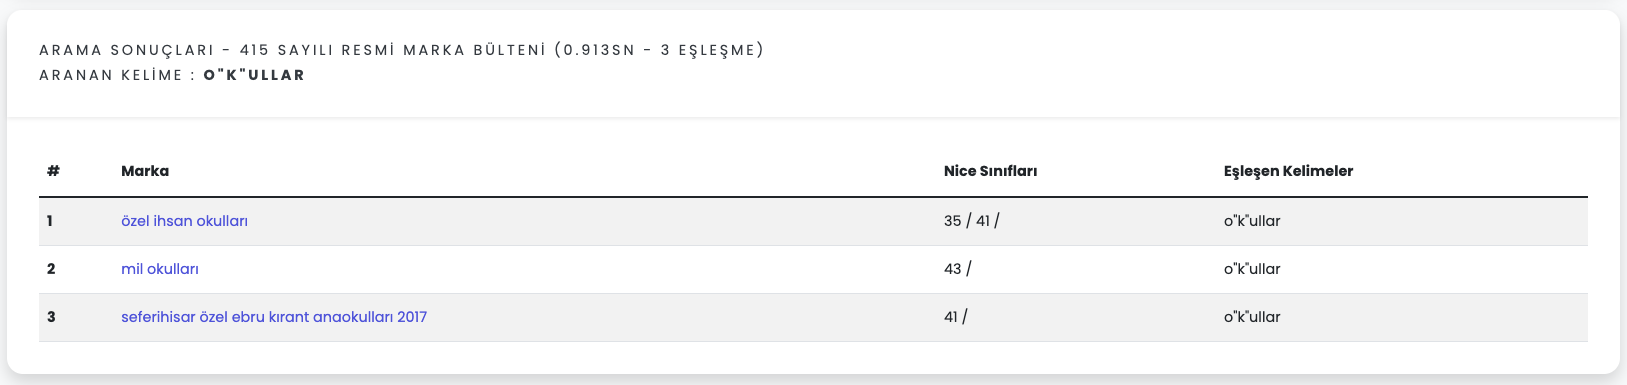 ARAMA SONUÇLARI - 415 SAYILI RESMİ MARKA BÜLTENİ (0.913SN - 3 EŞLEŞME)
ARANAN KELİME : O"K"ULLAR
# Marka Nice Sınıfları Eşleşen Kelimeler
1 özel ihsan okulları 35 / 41 / o"k"ullar
2 mil okulları 43 / o"k"ullar
3 seferihisar özel ebru kırant anaokulları 2017 41 / o"k"ullar